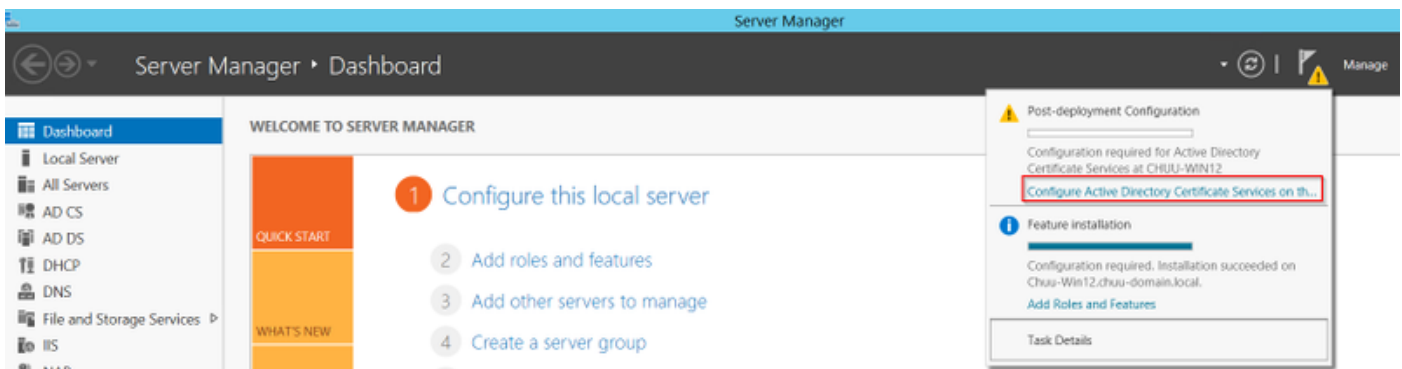 Server Manager
Server Manager • Dashboard
Manage
Dashboard
Local Server
All Servers
AD CS
AD DS
DHCP
DNS
File and Storage Services
IIS
NAP
WELCOME TO SERVER MANAGER
QUICK START
WHAT'S NEW
1 Configure this local server
2 Add roles and features
3 Add other servers to manage
4 Create a server group
Post-deployment Configuration
Configuration required for Active Directory
Certificate Services at CHUU-WIN12
Configure Active Directory Certificate Services on th...
Feature installation
Configuration required. Installation succeeded on
Chuu-Win12.chuu-domain.local.
Add Roles and Features
Task Details